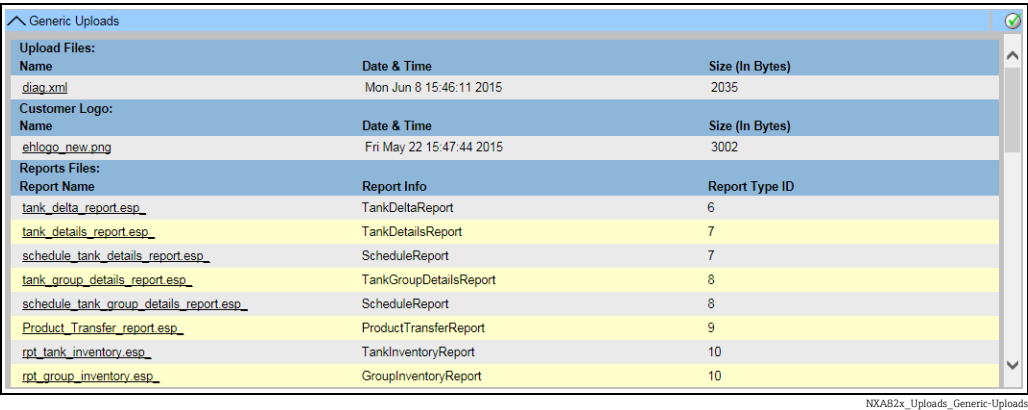 Generic Uploads
Upload Files:
Name Date & Time Size (In Bytes)
diag.xml Mon Jun 8 15:46:11 2015 2035
Customer Logo:
Name Date & Time Size (In Bytes)
ehlogo_new.png Fri May 22 15:47:44 2015 3002
Reports Files:
Report Name Report Info Report Type ID
tank_delta_report.esp_ TankDeltaReport 6
tank_details_report.esp_ TankDetailsReport 7
schedule_tank_details_report.esp_ ScheduleReport 7
tank_group_details_report.esp_ TankGroupDetailsReport 8
schedule_tank_group_details_report.esp_ ScheduleReport 8
Product_Transfer_report.esp_ ProductTransferReport 9
rpt_tank_inventory.esp_ TankInventoryReport 10
rpt_group_inventory.esp_ GroupInventoryReport 10
NXA82x_Uploads_Generic-Uploads